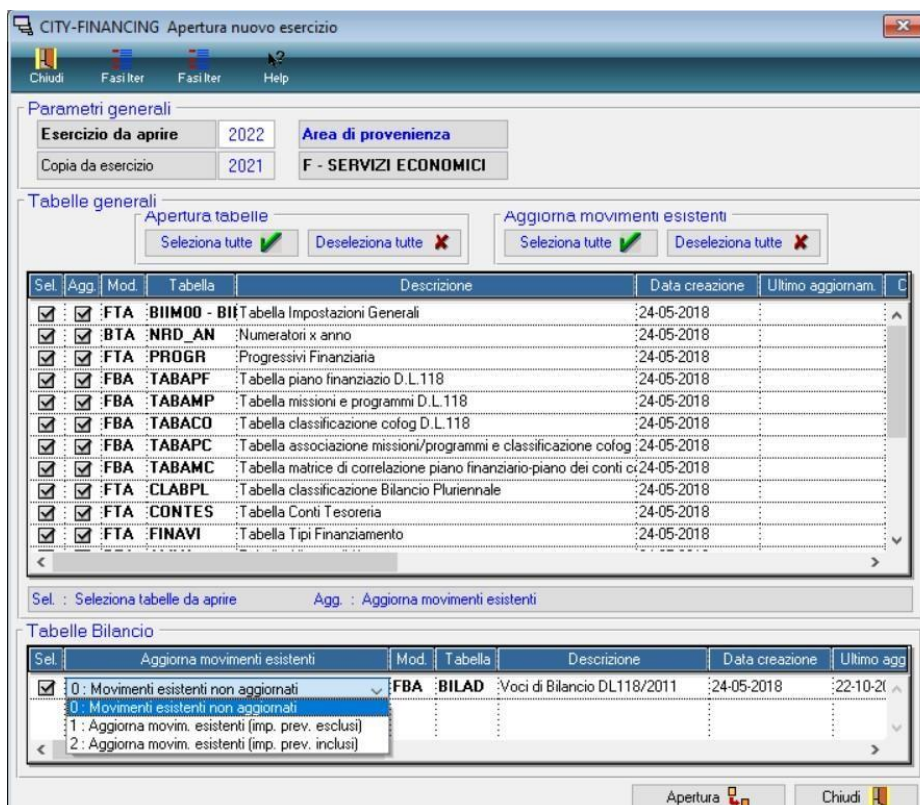 CITY-FINANCING Apertura nuovo esercizio
Chiudi Fasi Iter Fasi Iter Help
Parametri generali
Esercizio da aprire 2022 Area di provenienza
Copia da esercizio 2021 F - SERVIZI ECONOMICI
Tabelle generali
Apertura tabelle Aggiorna movimenti esistenti
Seleziona tutte Deseleziona tutte Seleziona tutte Deseleziona tutte
Sel. Agg. Mod. Tabella Descrizione Data creazione Ultimo aggiornam.
FTA BIIM00 - Tabella Impostazioni Generali 24-05-2018
BTA NRD_AN Numeratori x anno 24-05-2018
FTA PROGR Progressivi Finanziaria 24-05-2018
FBA TABAPF Tabella piano finanziazio D.L.118 24-05-2018
FBA TABAMP Tabella missioni e programmi D.L.118 24-05-2018
FBA TABACO Tabella classificazione cofog D.L.118 24-05-2018
FBA TABAPC Tabella associazione missioni/programmi e classificazione cofog 24-05-2018
FBA TABAMC Tabella matrice di correlazione piano finanziario-piano dei conti 24-05-2018
FTA CLABPL Tabella classificazione Bilancio Pluriennale 24-05-2018
FTA CONTES Tabella Conti Tesoreria 24-05-2018
FTA FINAVI Tabella Tipi Finanziamento 24-05-2018
Sel. : Seleziona tabelle da aprire Agg. : Aggiorna movimenti esistenti
Tabelle Bilancio
Sel. Aggiorna movimenti esistenti Mod. Tabella Descrizione Data creazione Ultimo agg
0 : Movimenti esistenti non aggiornati FBA BILAD Voci di Bilancio DL118/2011 24-05-2018 22-10-20
0 : Movimenti esistenti non aggiornati
1 : Aggiorna movim. esistenti (imp. prev. esclusi)
2 : Aggiorna movim. esistenti (imp. prev. inclusi)
Apertura Chiudi